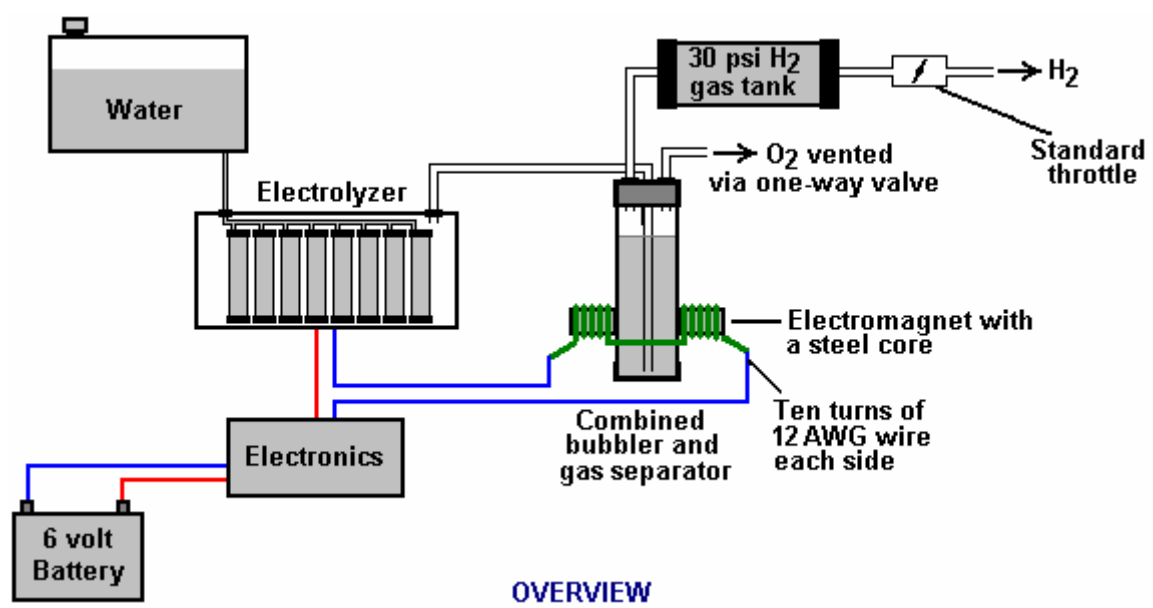 Water
30 psi H2
gas tank
H2
Standard
throttle
O2 vented
via one-way valve
Electrolyzer
Electromagnet with
a steel core
Ten turns of
12 AWG wire
each side
Combined
bubbler and
gas separator
Electronics
6 volt
Battery
OVERVIEW